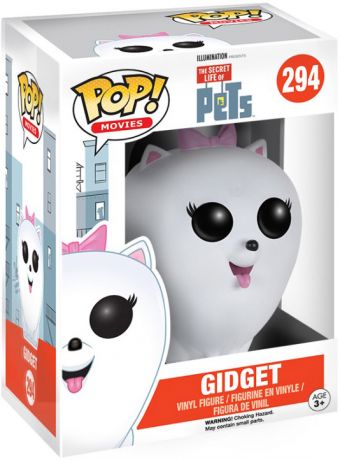 POP!
MOVIES
ILLUMINATION PRESENTS
THE SECRET
LIFE OF
PETS
294
GIDGET
VINYL FIGURE / FIGURINE EN VINYLE /
FIGURA DE VINIL
WARNING! Choking Hazard.
May contain small parts.
AGE
3+
GIDGET
294